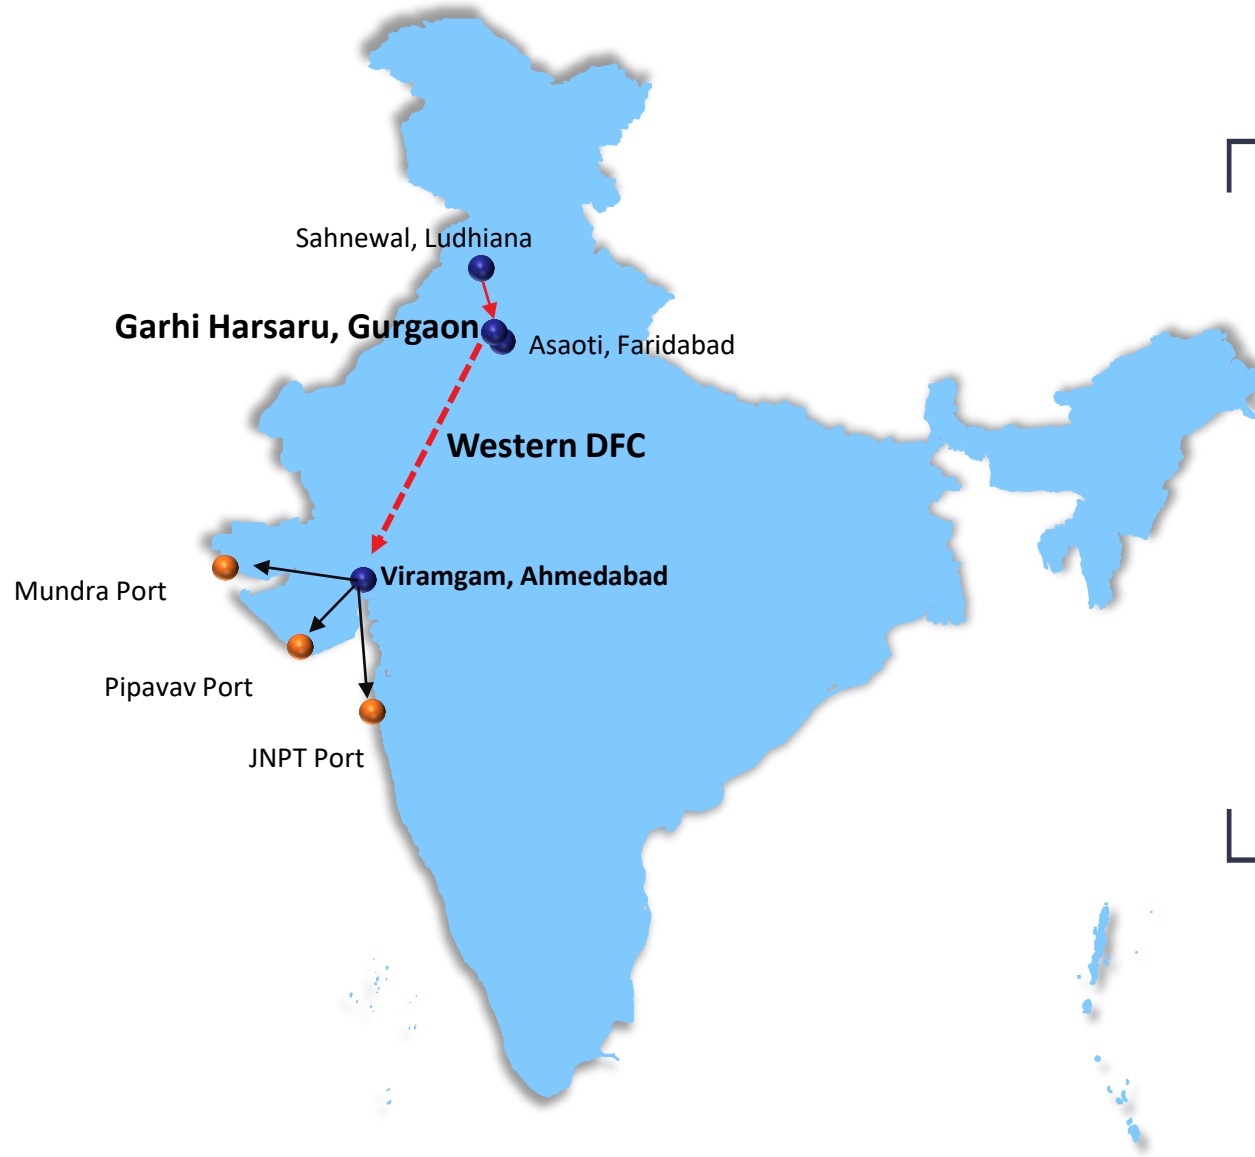 Sahnewal, Ludhiana
Garhi Harsaru, Gurgaon
Asaoti, Faridabad
Western DFC
Viramgam, Ahmedabad
Mundra Port
Pipavav Port
JNPT Port